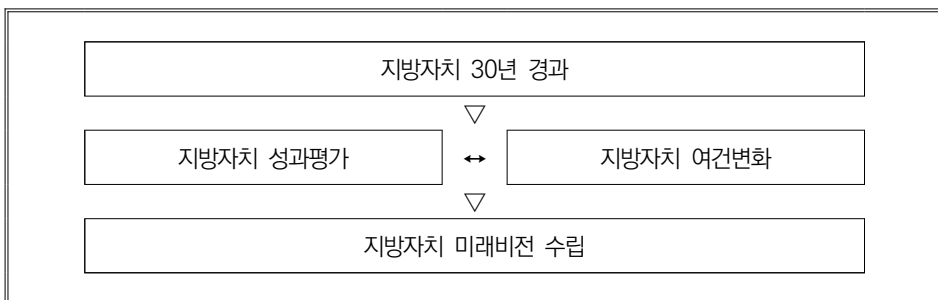 지방자치 30년 경과
▽
지방자치 성과평가 ↔ 지방자치 여건변화
▽
지방자치 미래비전 수립